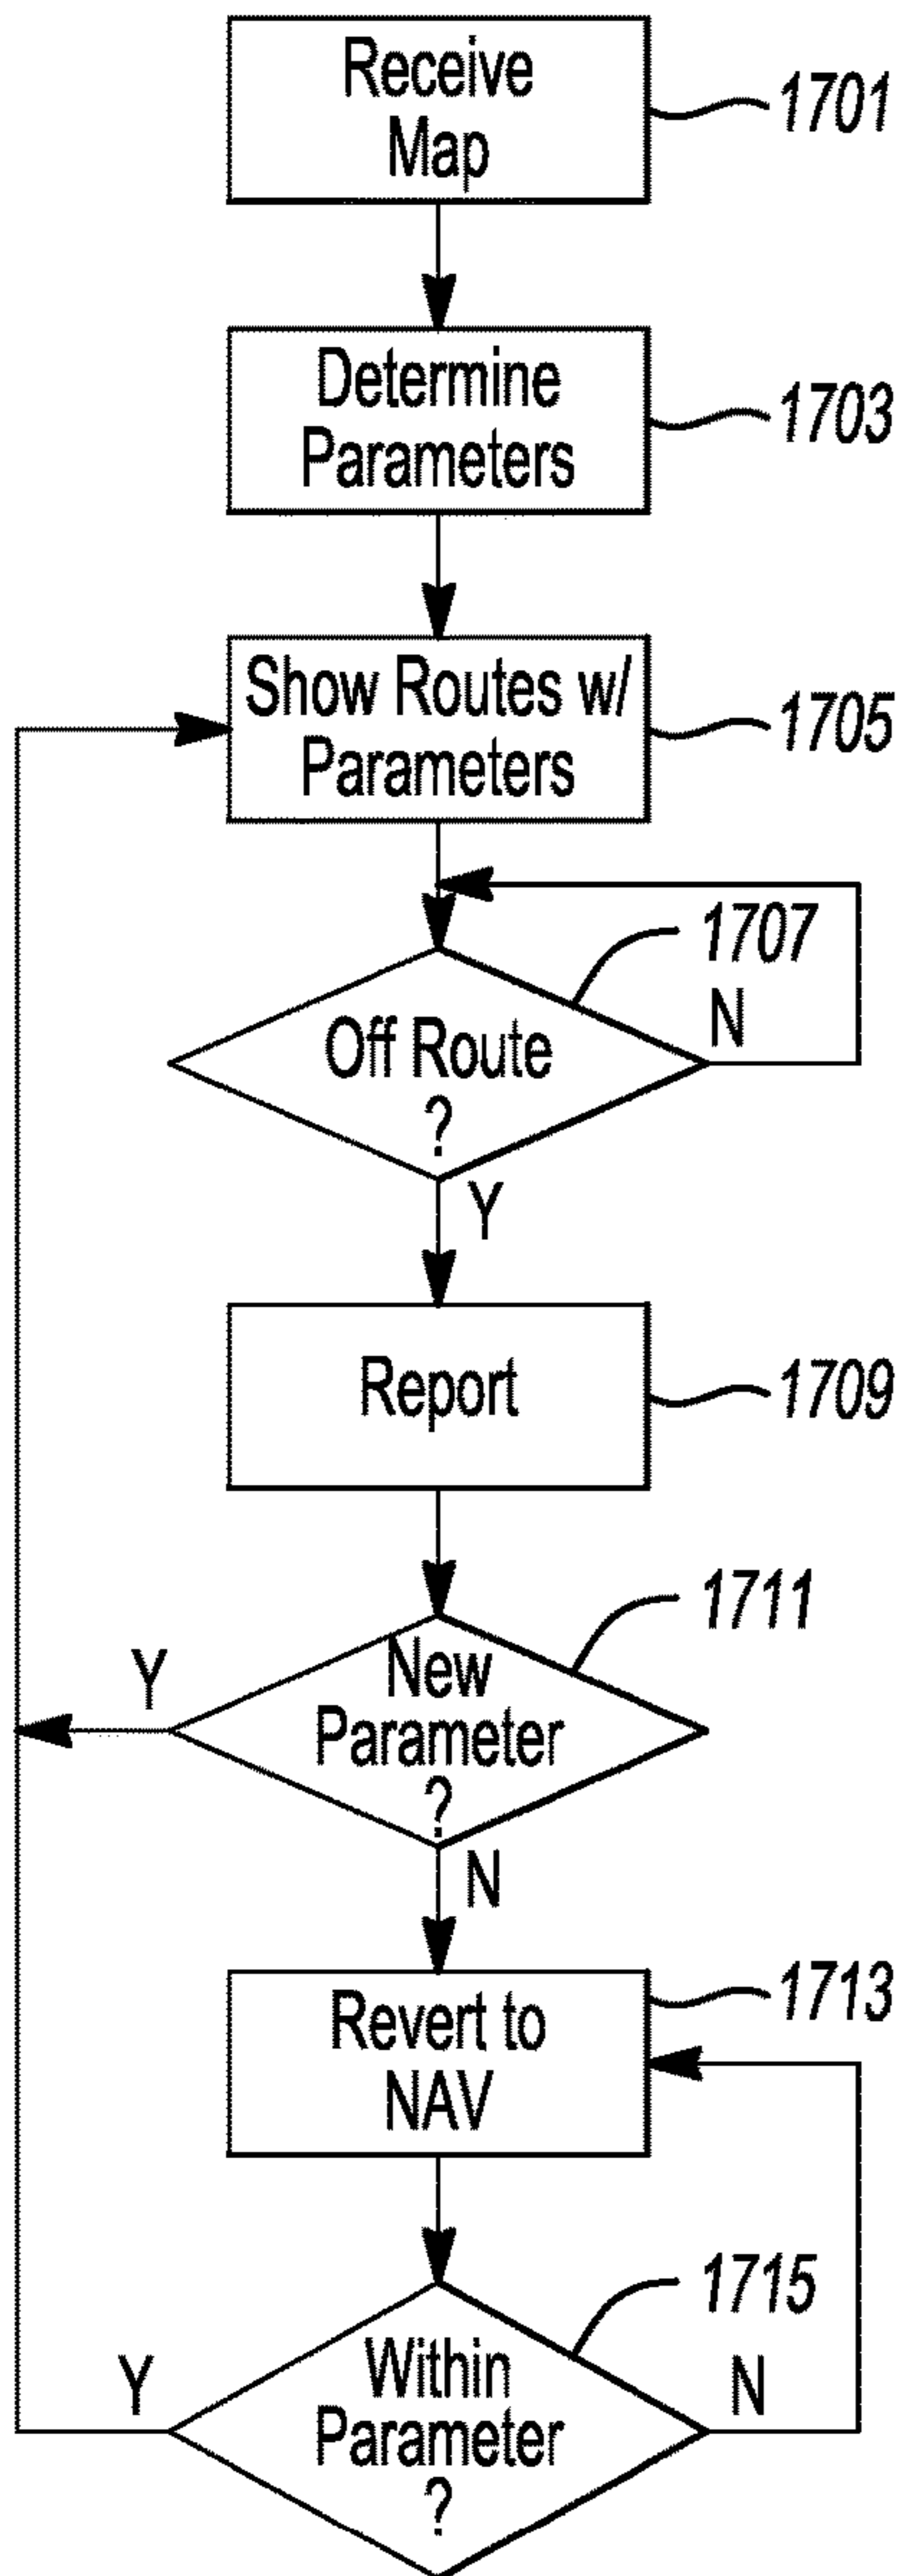 Receive
Map
1701
Determine
Parameters
1703
Show Routes w/
Parameters
1705
1707
N
Off Route
?
Y
Report
1709
1711
Y
New
Parameter
?
N
Revert to
NAV
1713
1715
Y
Within
Parameter
?
N